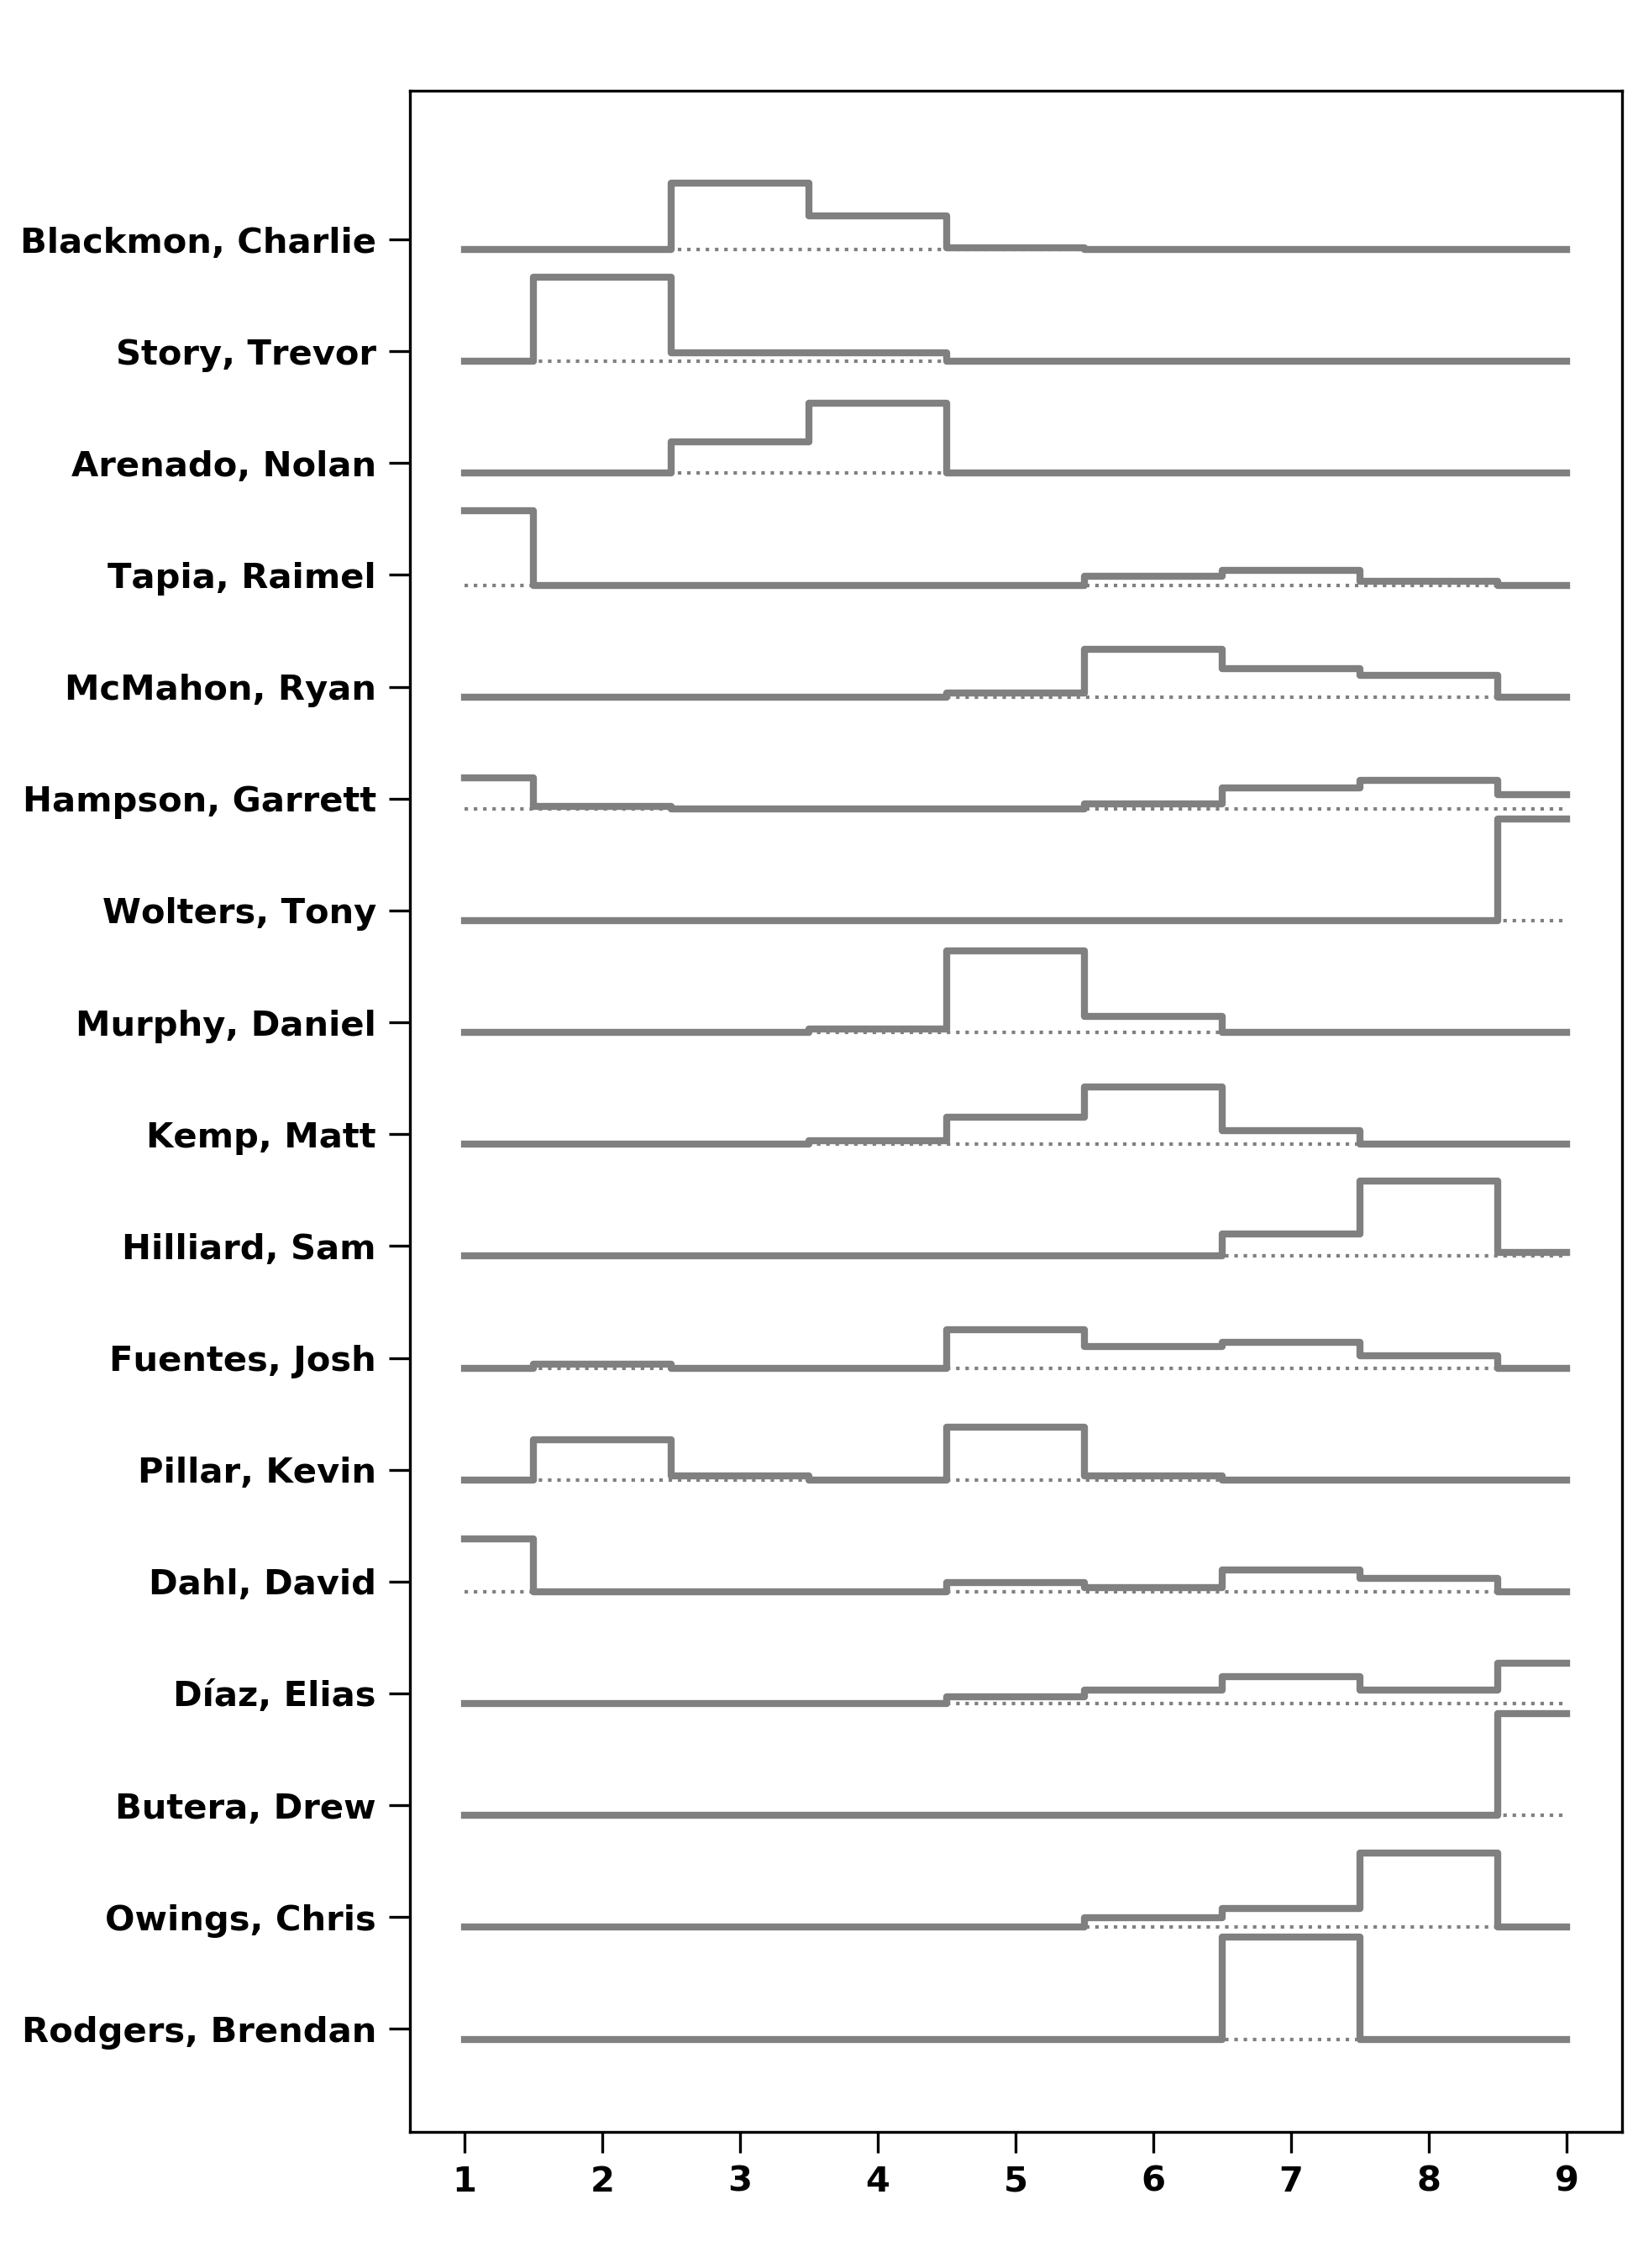 Blackmon, Charlie
Story, Trevor
Arenado, Nolan
Tapia, Raimel
McMahon, Ryan
Hampson, Garrett
Wolters, Tony
Murphy, Daniel
Kemp, Matt
Hilliard, Sam
Fuentes, Josh
Pillar, Kevin
Dahl, David
Díaz, Elias
Butera, Drew
Owings, Chris
Rodgers, Brendan
1 2 3 4 5 6 7 8 9